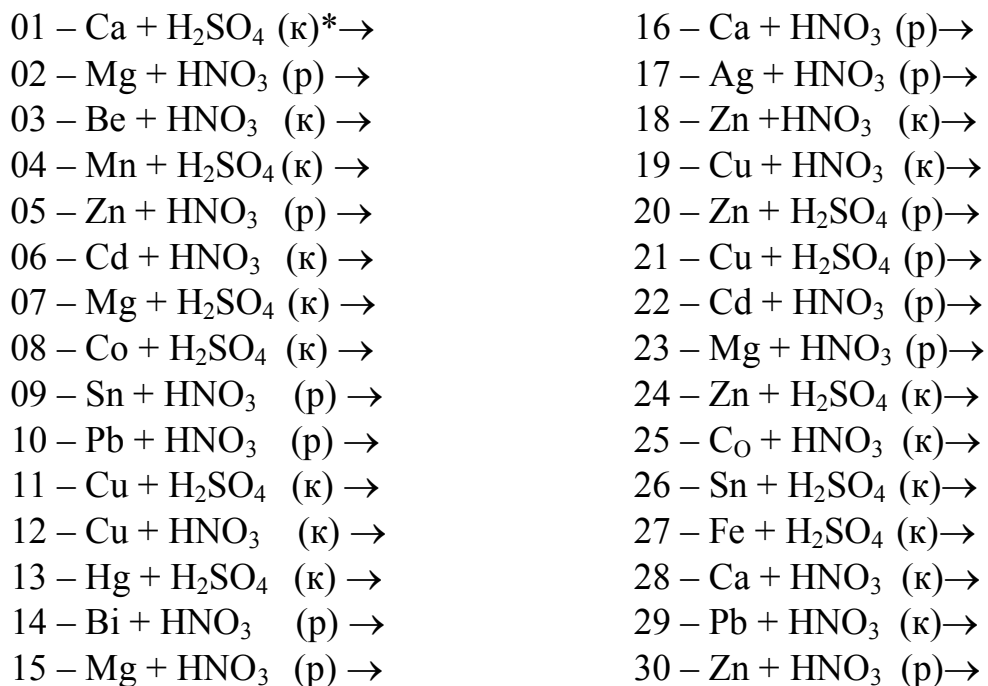 01 – Ca + H₂SO₄ (к)*→
02 – Mg + HNO₃ (р) →
03 – Be + HNO₃ (к) →
04 – Mn + H₂SO₄ (к) →
05 – Zn + HNO₃ (р) →
06 – Cd + HNO₃ (к) →
07 – Mg + H₂SO₄ (к) →
08 – Co + H₂SO₄ (к) →
09 – Sn + HNO₃ (р) →
10 – Pb + HNO₃ (р) →
11 – Cu + H₂SO₄ (к) →
12 – Cu + HNO₃ (к) →
13 – Hg + H₂SO₄ (к) →
14 – Bi + HNO₃ (р) →
15 – Mg + HNO₃ (р) →
16 – Ca + HNO₃ (р)→
17 – Ag + HNO₃ (р)→
18 – Zn +HNO₃ (к)→
19 – Cu + HNO₃ (к)→
20 – Zn + H₂SO₄ (р)→
21 – Cu + H₂SO₄ (р)→
22 – Cd + HNO₃ (р)→
23 – Mg + HNO₃ (р)→
24 – Zn + H₂SO₄ (к)→
25 – Cₒ + HNO₃ (к)→
26 – Sn + H₂SO₄ (к)→
27 – Fe + H₂SO₄ (к)→
28 – Ca + HNO₃ (к)→
29 – Pb + HNO₃ (к)→
30 – Zn + HNO₃ (р)→